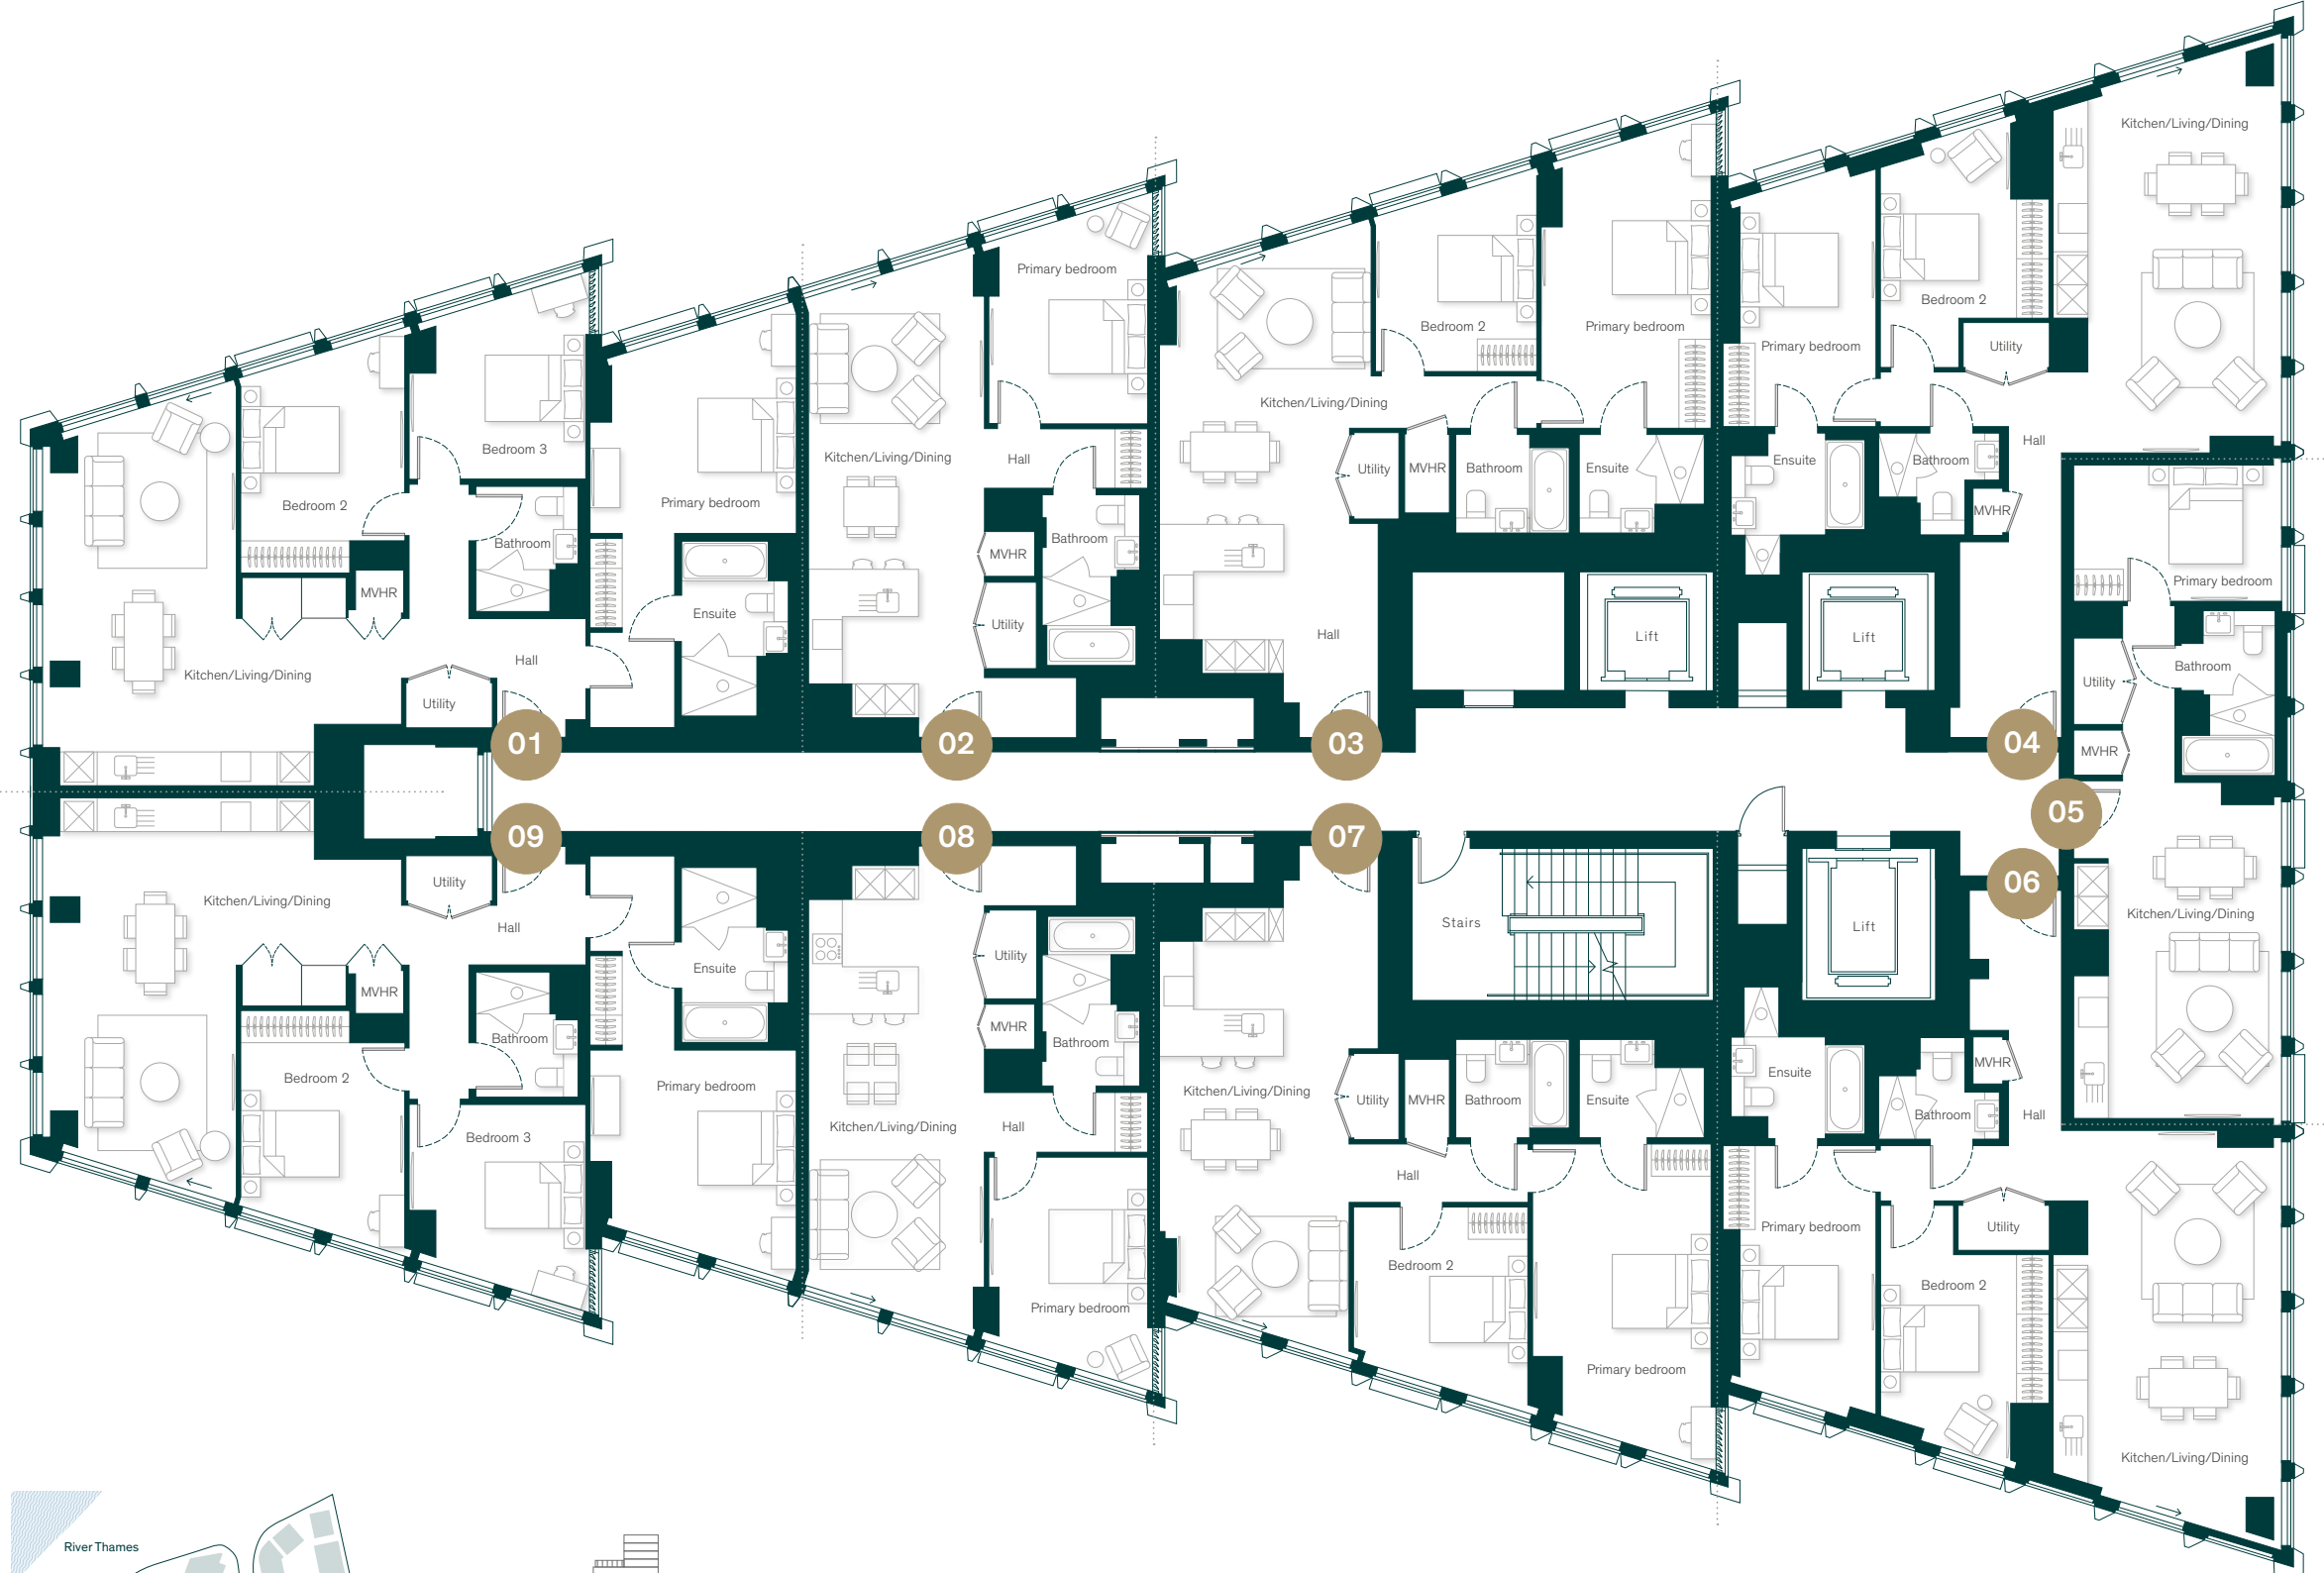 Kitchen/Living/Dining
Bedroom 2
Bedroom 3
MVHR
Bathroom
Hall
Utility
Primary bedroom
Ensuite
01
Kitchen/Living/Dining
Primary bedroom
Hall
MVHR
Bathroom
Utility
02
Kitchen/Living/Dining
Bedroom 2
Primary bedroom
Utility
MVHR
Bathroom
Ensuite
Hall
03
Lift
Lift
Primary bedroom
Bedroom 2
Utility
Kitchen/Living/Dining
Ensuite
Bathroom
Hall
MVHR
04
Primary bedroom
Bathroom
Utility
MVHR
05
Kitchen/Living/Dining
06
MVHR
Hall
Ensuite
Bathroom
Primary bedroom
Bedroom 2
Utility
Kitchen/Living/Dining
Lift
Stairs
07
Kitchen/Living/Dining
Utility
MVHR
Bathroom
Ensuite
Hall
Bedroom 2
Primary bedroom
08
Utility
MVHR
Bathroom
Kitchen/Living/Dining
Hall
Primary bedroom
09
Utility
Kitchen/Living/Dining
Hall
Ensuite
MVHR
Bathroom
Bedroom 2
Primary bedroom
Bedroom 3
River Thames